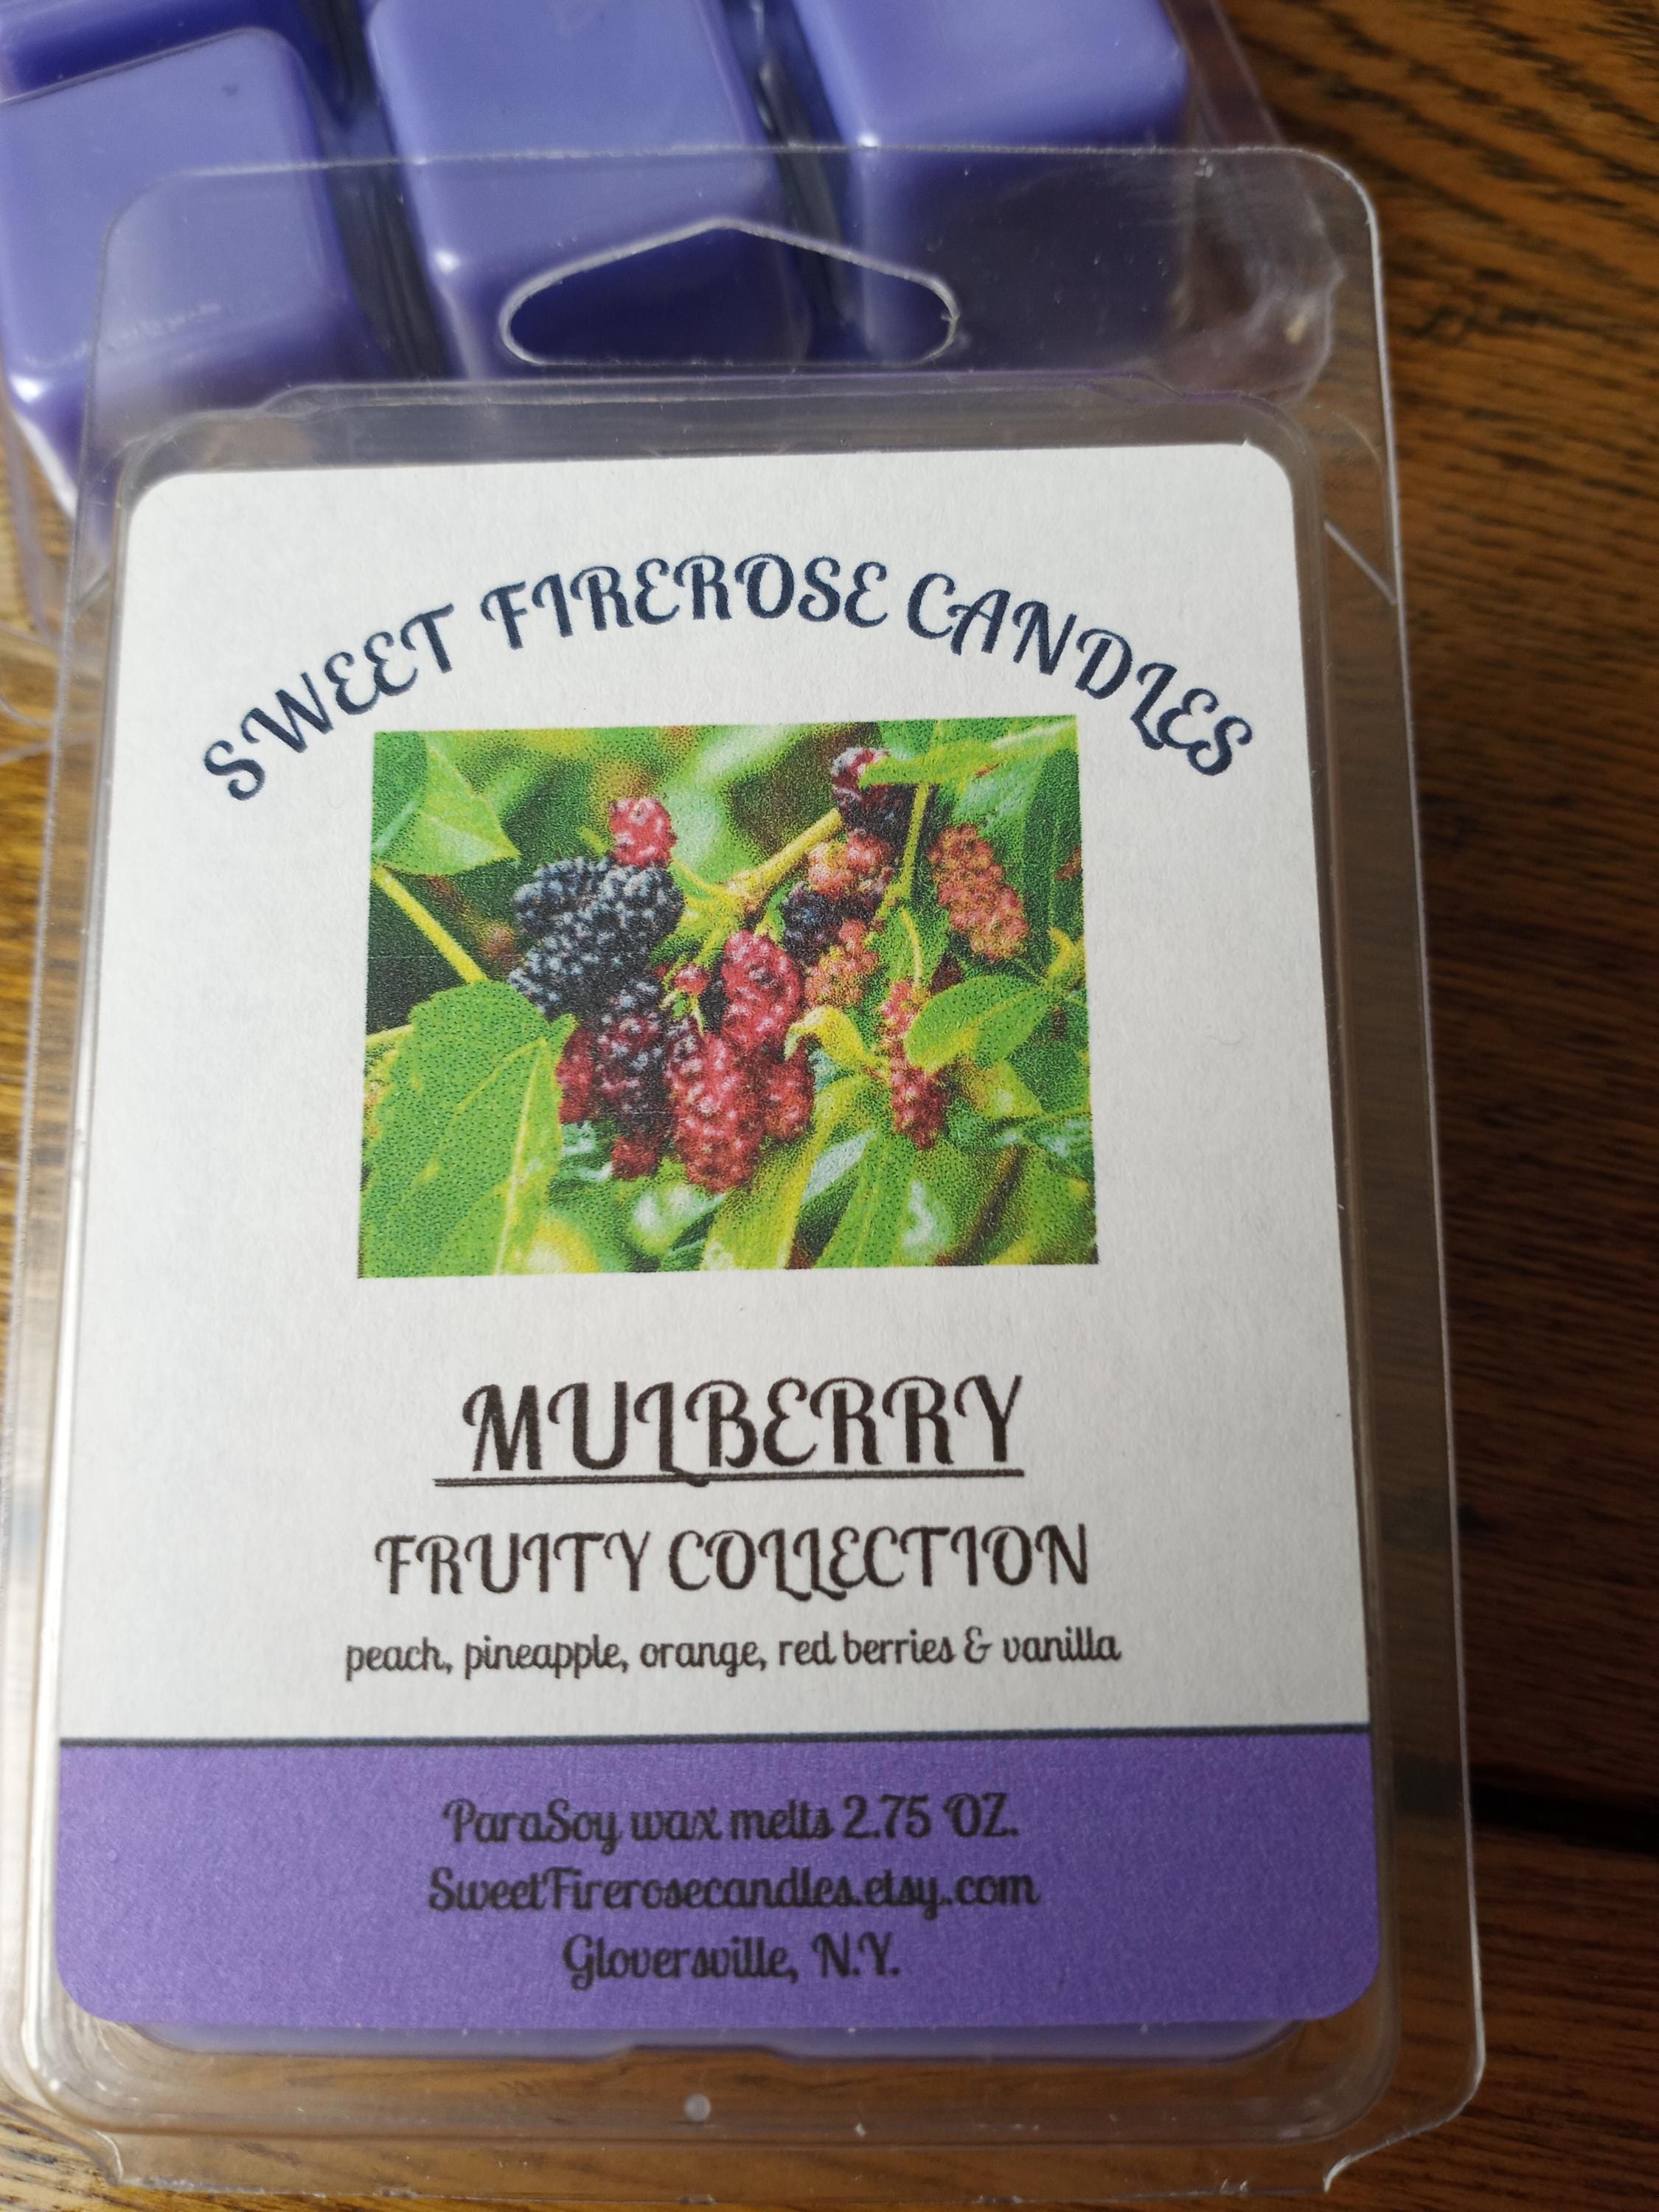 SWEET FIREROSE CANDLES
MULBERRY
FRUITY COLLECTION
peach, pineapple, orange, red berries & vanilla
ParaSoy wax melts 2.75 OZ.
SweetFirerosecandles.etsy.com
Gloversville, N.Y.